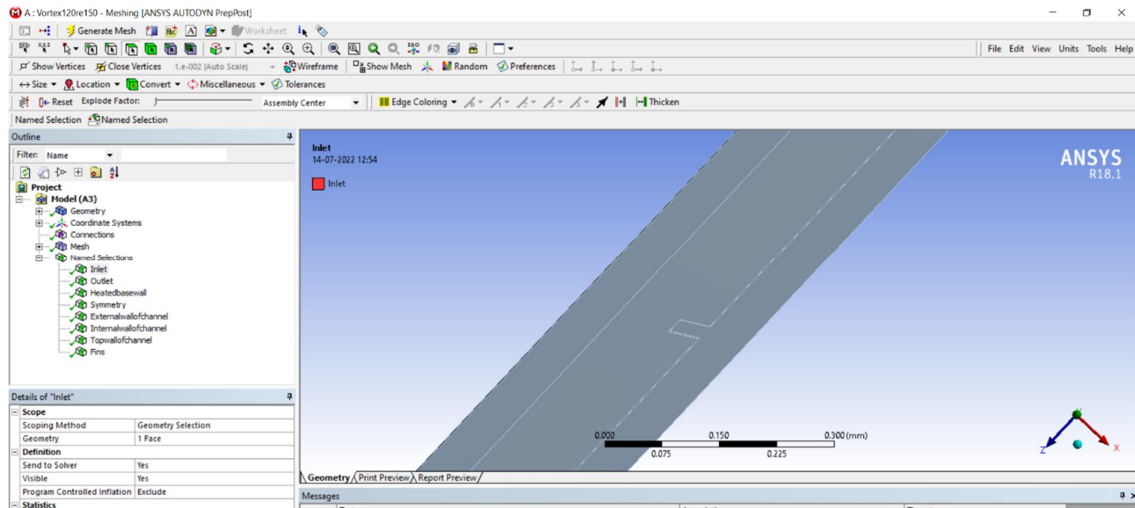 A : Vortex120re150 - Meshing [ANSYS AUTODYN PrepPost]
Generate Mesh Worksheet
File Edit View Units Tools Help
Show Vertices Close Vertices 1.e-002 (Auto Scale) Wireframe Show Mesh Random Preferences
Size Location Convert Miscellaneous Tolerances
Reset Explode Factor: Assembly Center Edge Coloring Thicken
Named Selection Named Selection
Outline
Filter: Name
Project
Model (A3)
Geometry
Coordinate Systems
Connections
Mesh
Named Selections
Inlet
Outlet
Heatedbasewall
Symmetry
Externalwallofchannel
Internalwallofchannel
Topwallofchannel
Fins
Details of "Inlet"
Scope
Scoping Method Geometry Selection
Geometry 1 Face
Definition
Send to Solver Yes
Visible Yes
Program Controlled Inflation Exclude
Statistics
Inlet
14-07-2022 12:54
Inlet
ANSYS
R18.1
0.000 0.150 0.300 (mm)
0.075 0.225
Z X
Geometry Print Preview Report Preview
Messages